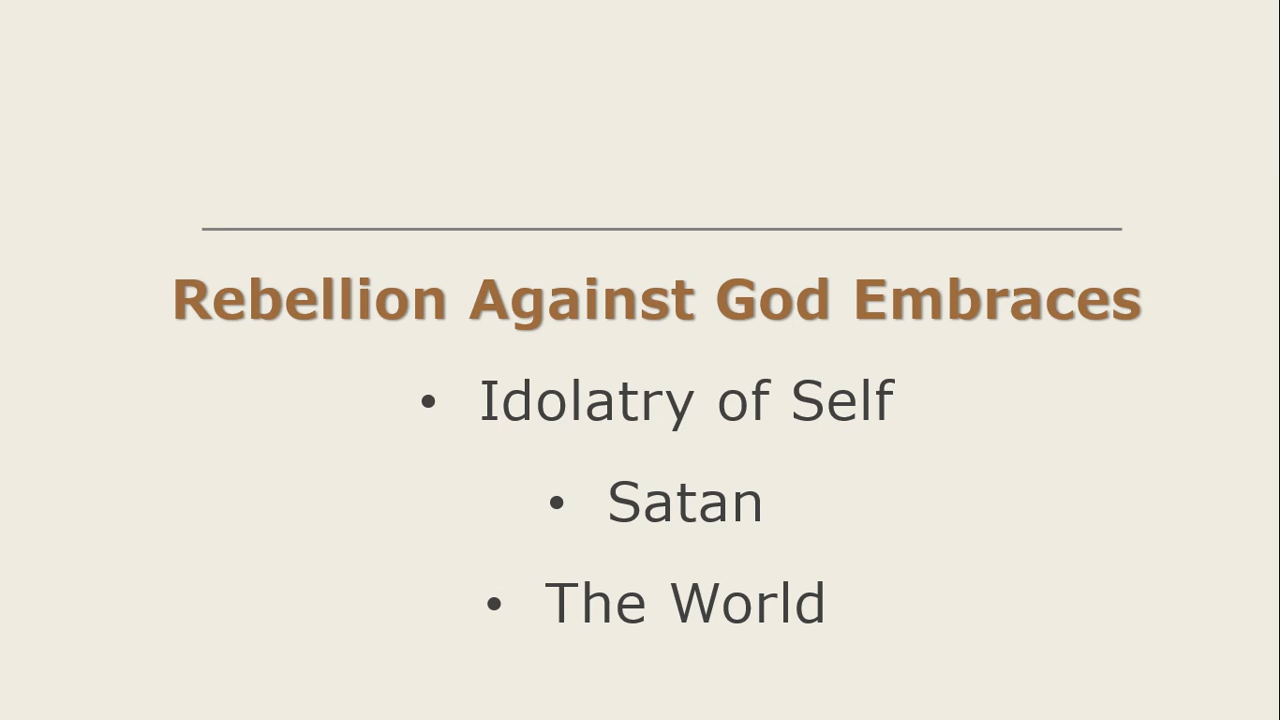 Rebellion Against God Embraces
• Idolatry of Self
• Satan
• The World